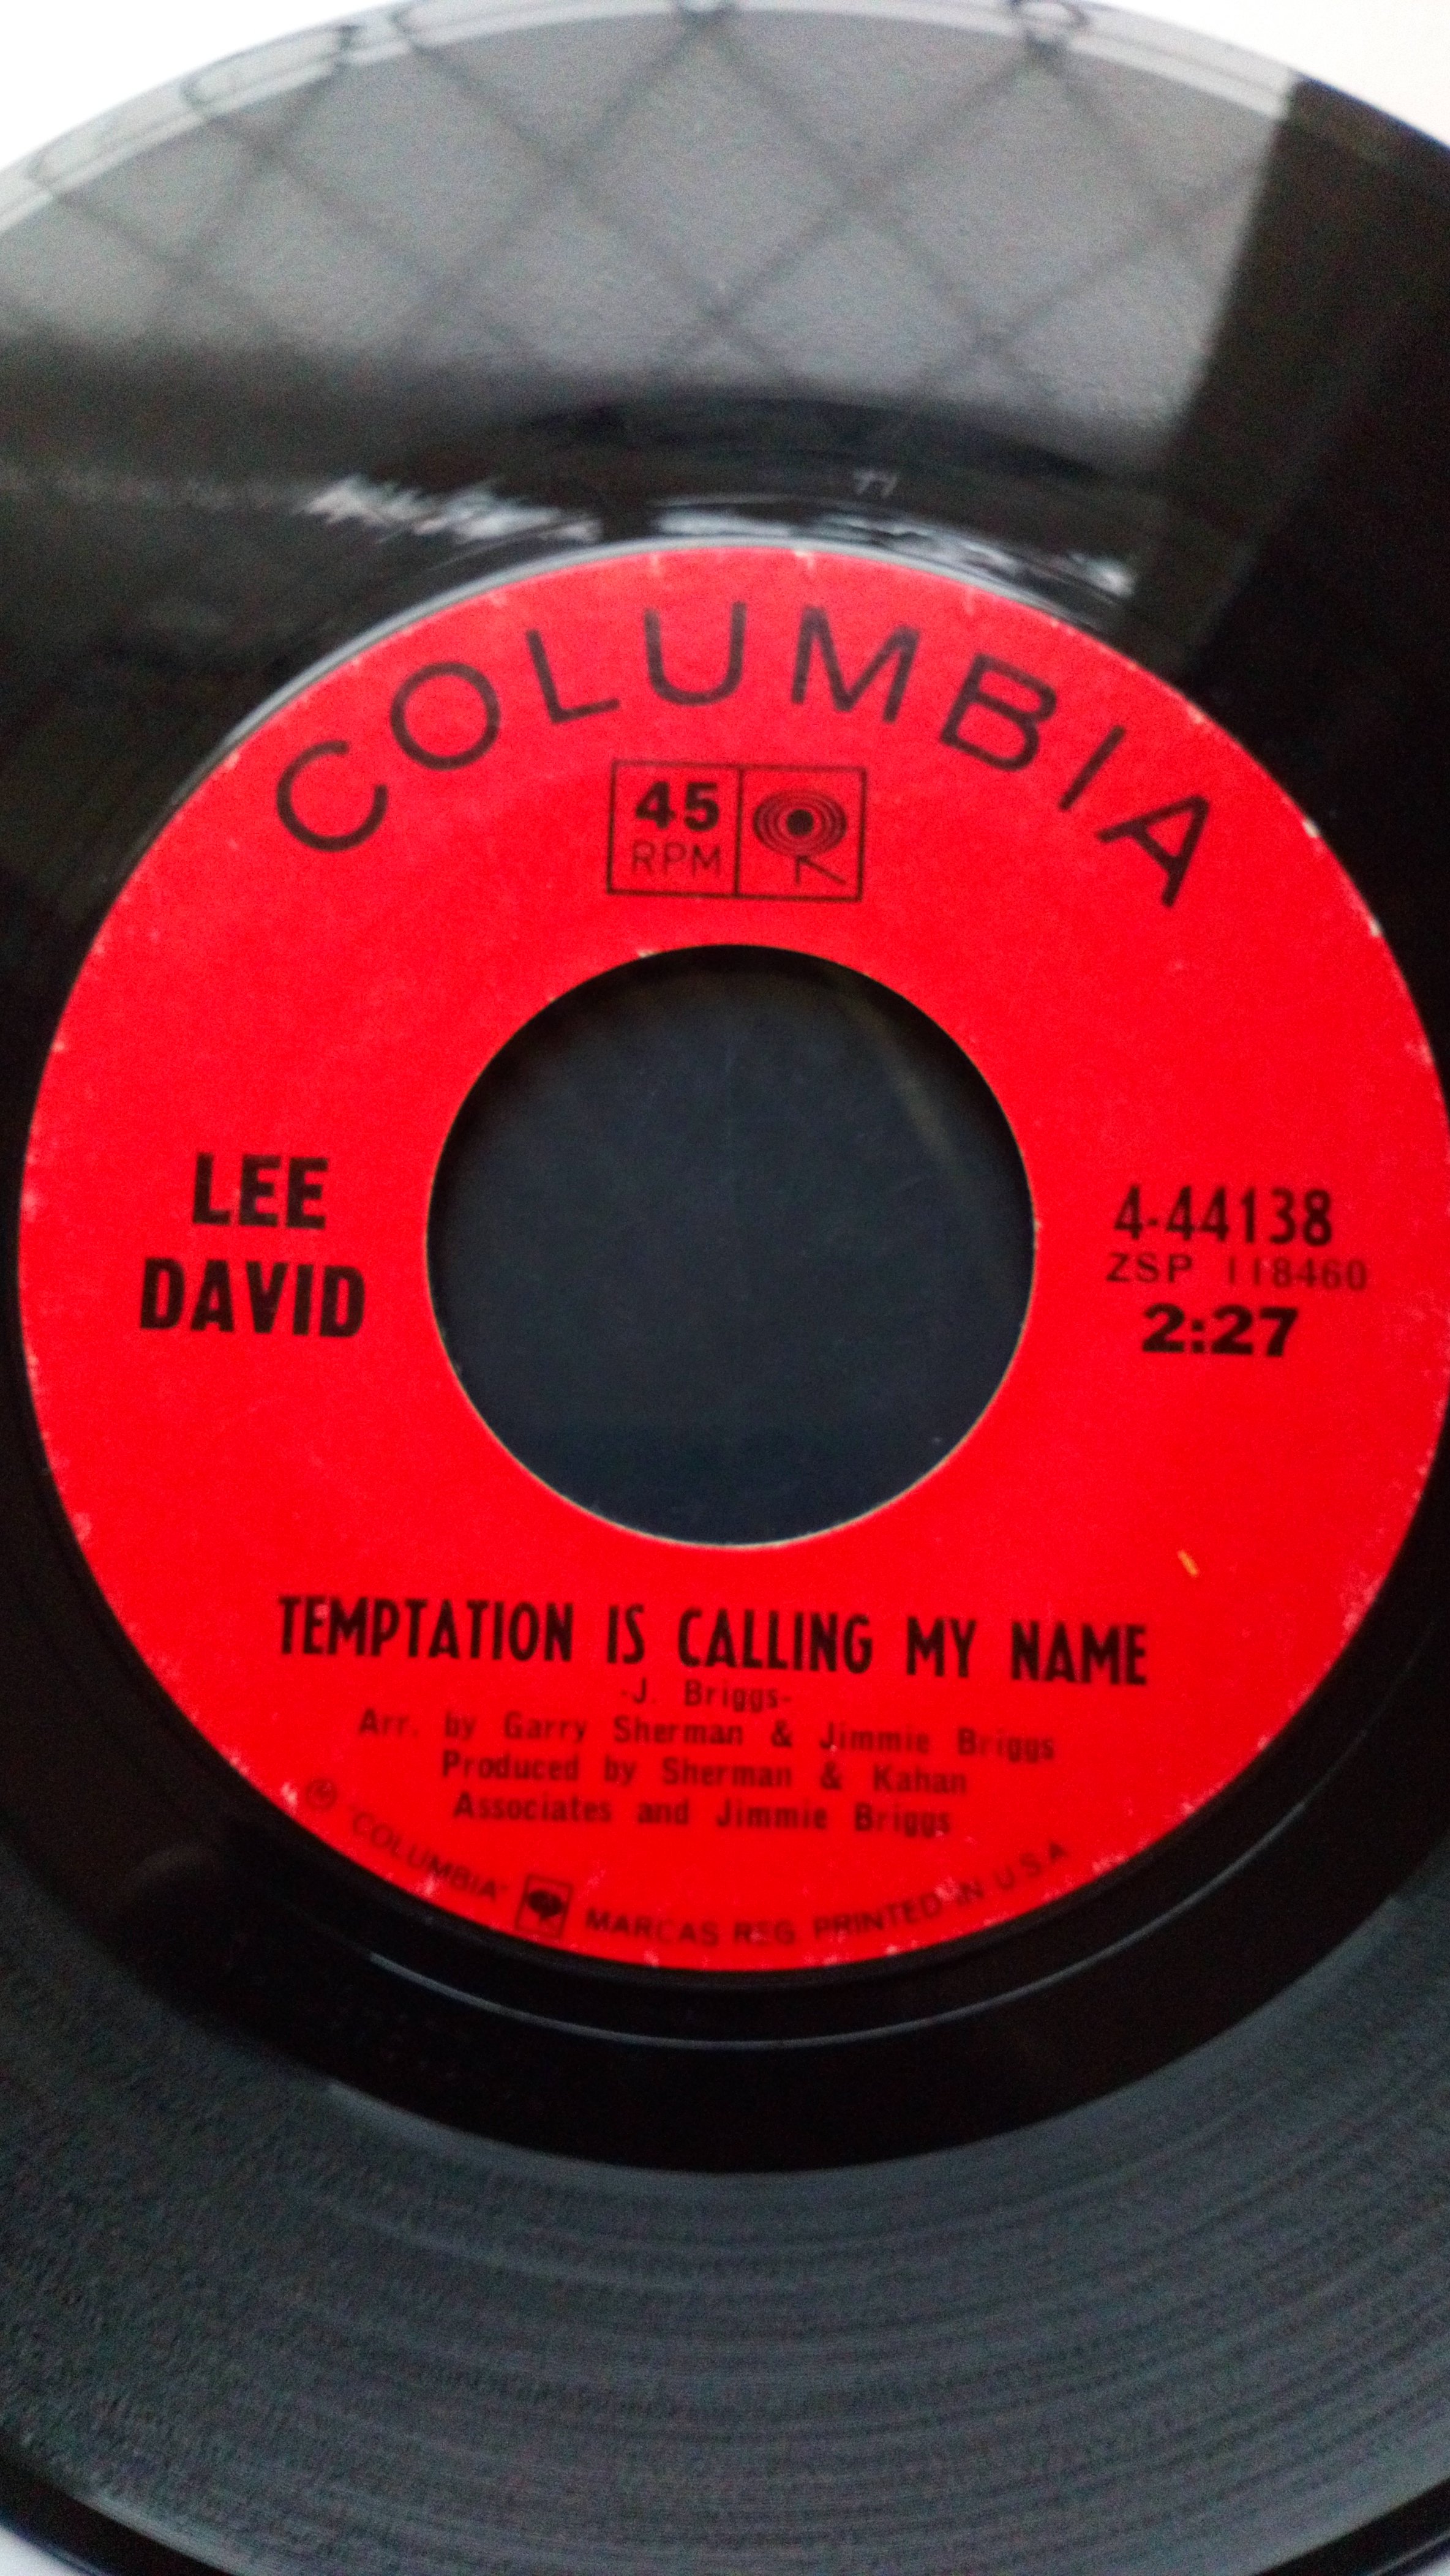 COLUMBIA
45
RPM
LEE
DAVID
4-44138
ZSP 118460
2:27
TEMPTATION IS CALLING MY NAME
-J. Briggs-
Arr. by Garry Sherman & Jimmie Briggs
Produced by Sherman & Kahan
Associates and Jimmie Briggs
"COLUMBIA" MARCAS REG. PRINTED IN U.S.A.